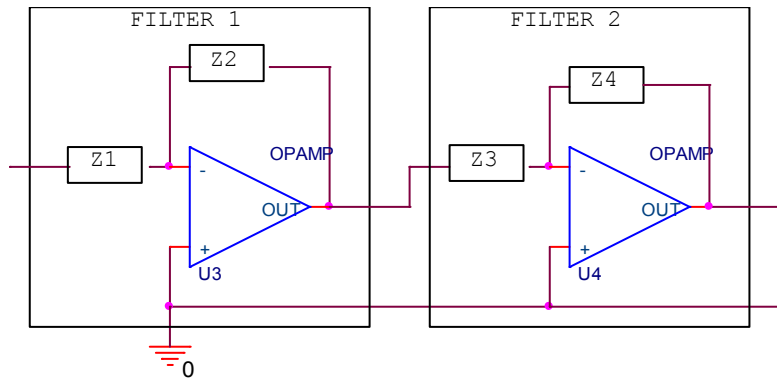 FILTER 1
FILTER 2
Z2
Z4
Z1
OPAMP
Z3
OPAMP
-
-
OUT
OUT
+
+
U3
U4
0